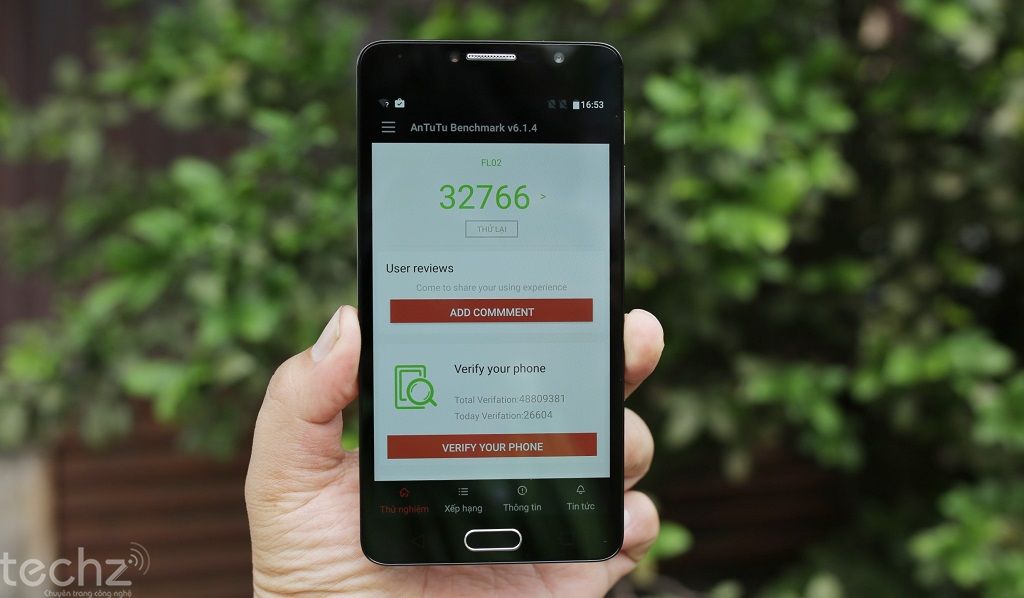 16:53
AnTuTu Benchmark v6.1.4
FL02
32766 >
THỬ LẠI
User reviews
Come to share your using experience
ADD COMMMENT
Verify your phone
Total Verifation:48809381
Today Verifation:26604
VERIFY YOUR PHONE
Thử nghiệm
Xếp hạng
Thông tin
Tin tức
techz
Chuyên trang công nghệ